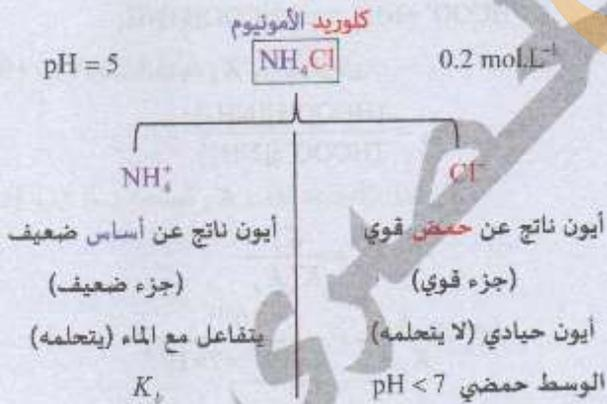 كلوريد الأمونيوم
pH = 5 NH₄Cl 0.2 mol.L⁻¹
NH₄⁺ Cl⁻
أيون ناتج عن حمض قوي
(جزء قوي)
أيون حيادي (لا يتحلمه)
الوسط حمضي pH < 7
أيون ناتج عن أساس ضعيف
(جزء ضعيف)
يتفاعل مع الماء (يتحلمه)